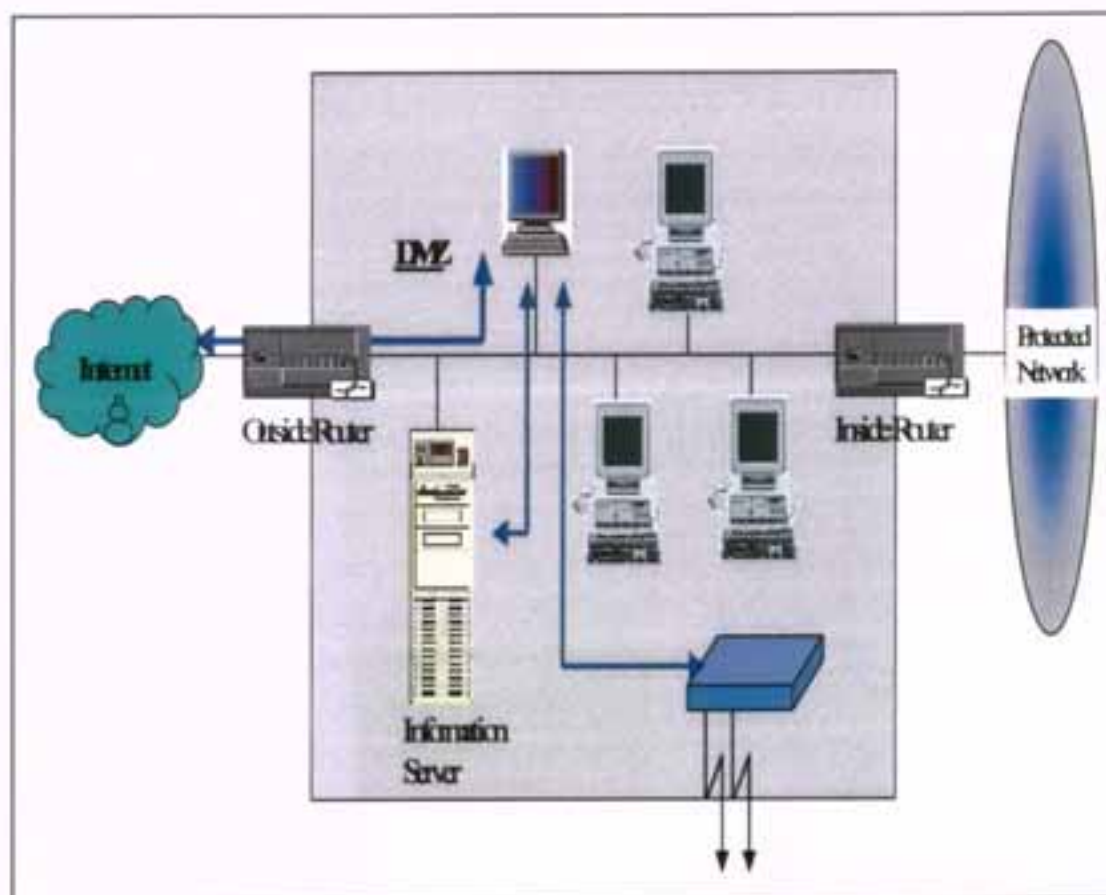 DMZ
Internet
Outside Router
Inside Router
Protected
Network
Information
Server